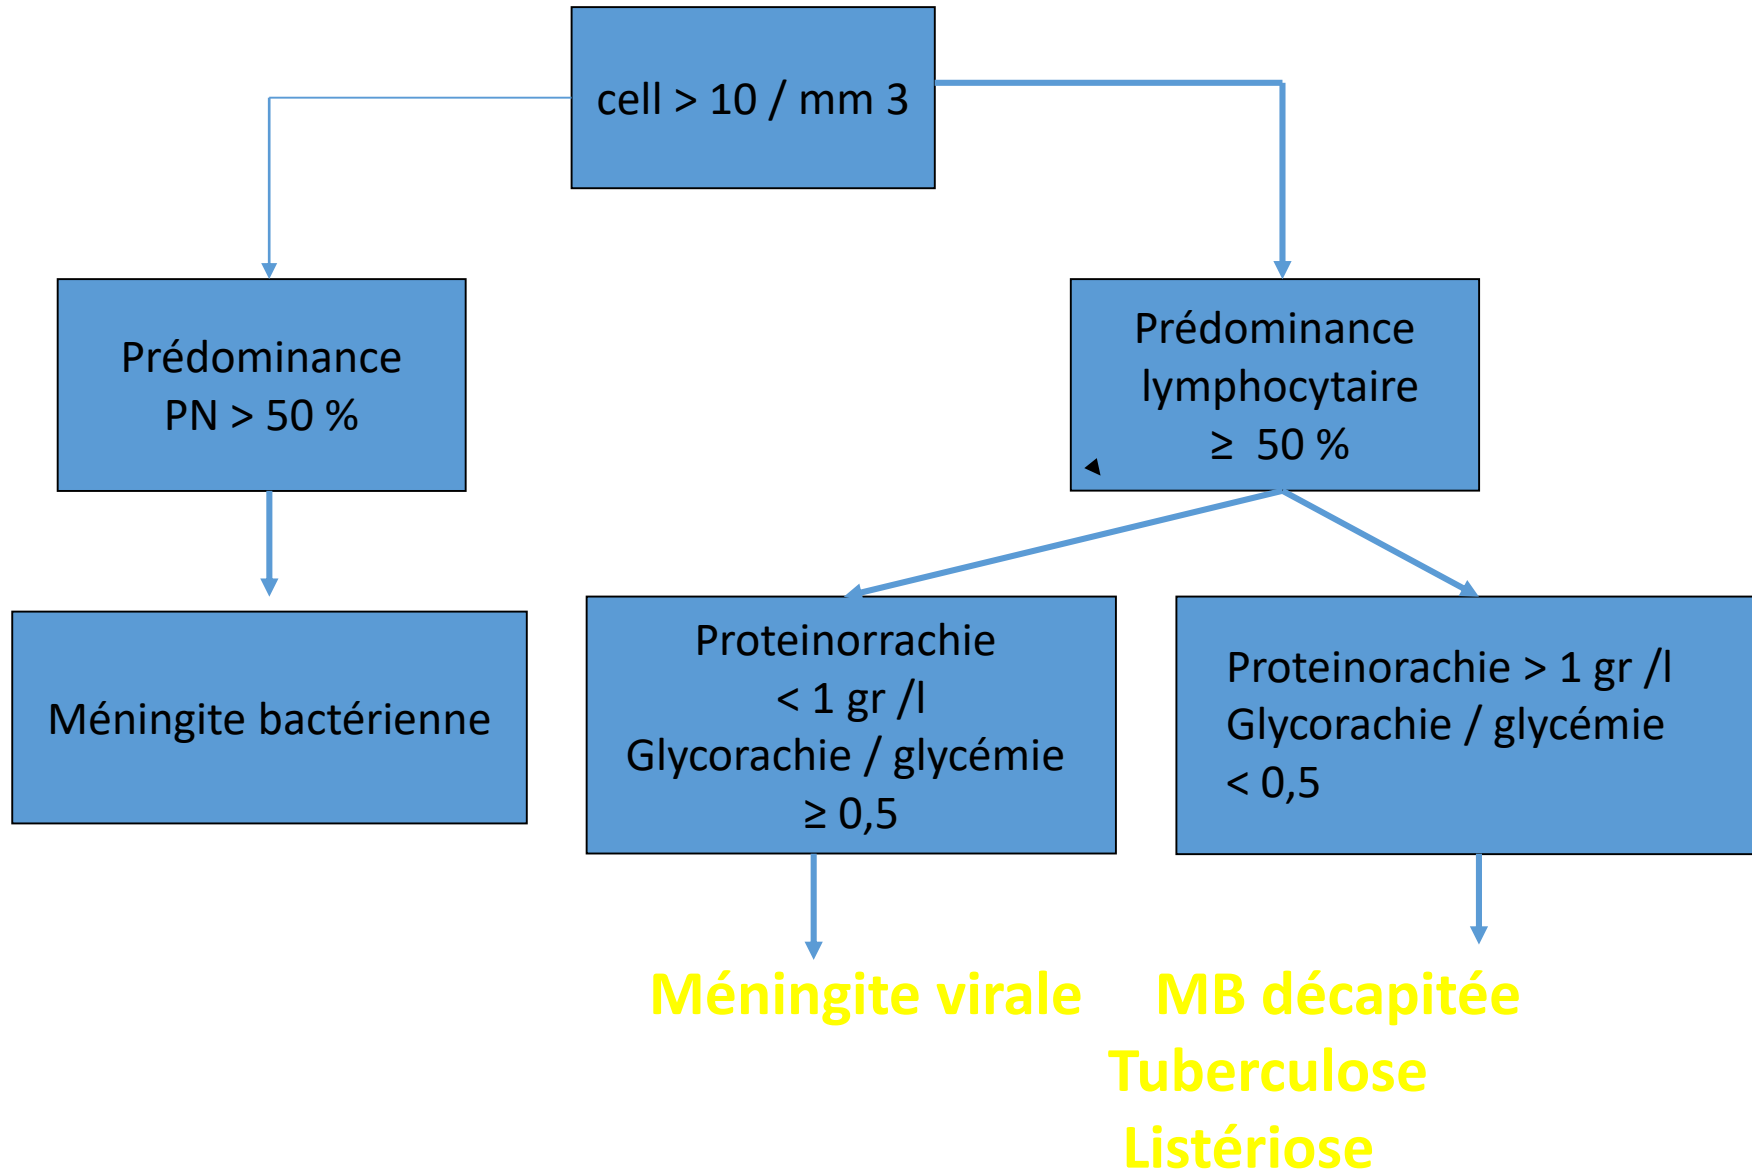 cell > 10 / mm 3
Prédominance
PN > 50 %
Prédominance
lymphocytaire
≥ 50 %
Méningite bactérienne
Proteinorrachie
< 1 gr /l
Glycorachie / glycémie
≥ 0,5
Proteinorachie > 1 gr /l
Glycorachie / glycémie
< 0,5
Méningite virale
MB décapitée
Tuberculose
Listériose